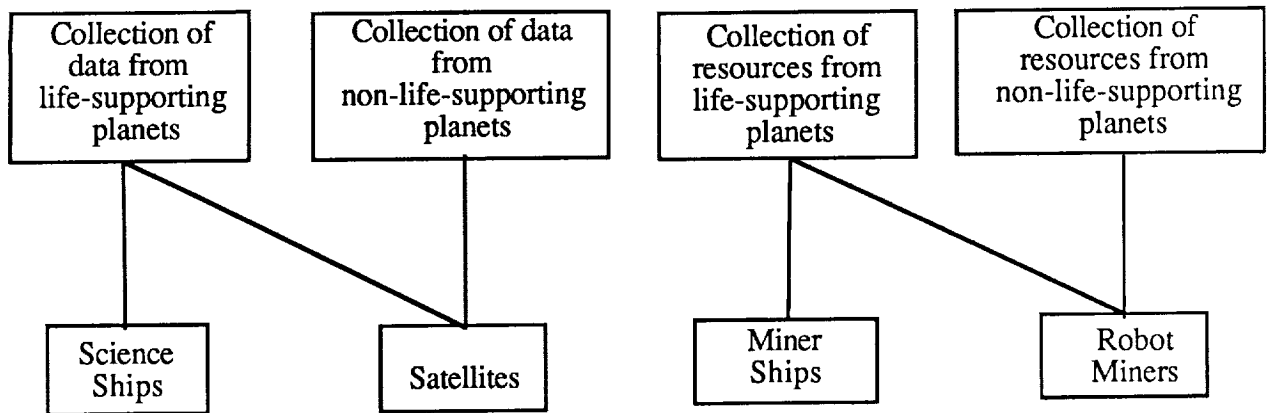 Collection of
data from
life-supporting
planets
Collection of data
from
non-life-supporting
planets
Collection of
resources from
life-supporting
planets
Collection of
resources from
non-life-supporting
planets
Science
Ships
Satellites
Miner
Ships
Robot
Miners